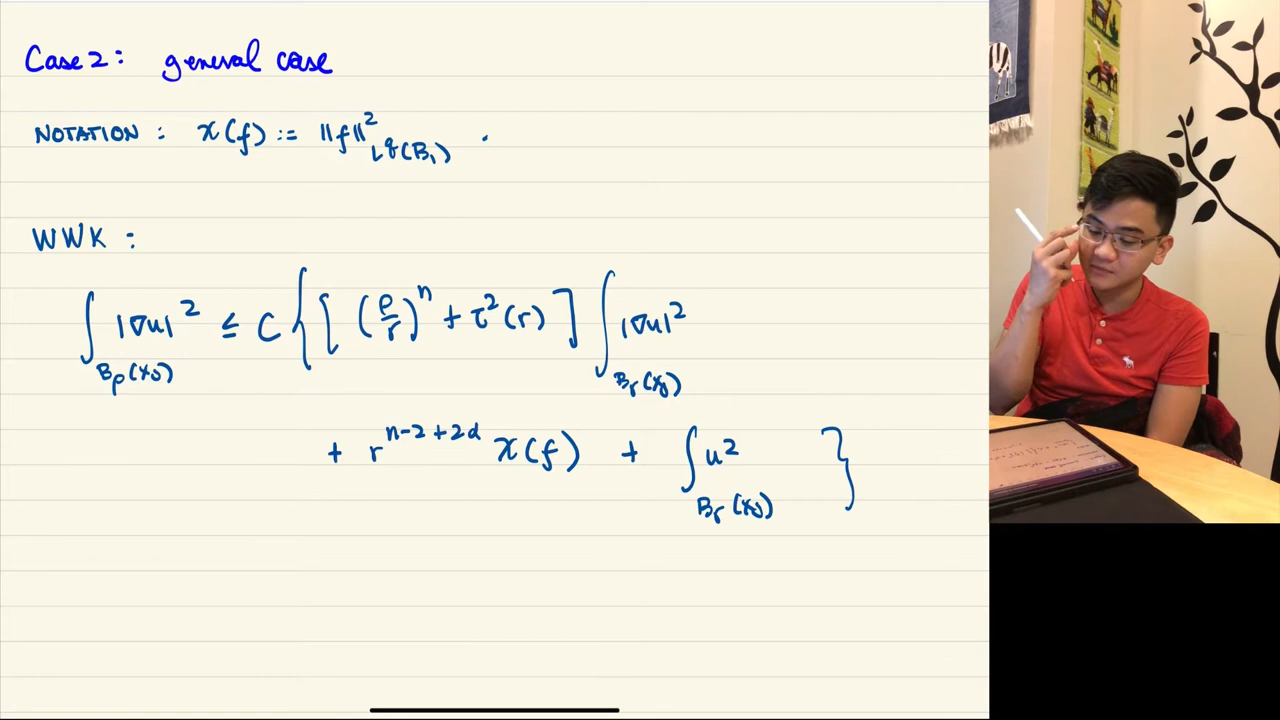 Case 2: general case
NOTATION : χ(f) := ||f||²_{L^q(B₁)} .
WWK :
∫_{B_ρ(x₀)} |∇u|² ≤ C { [ (ρ/r)^n + τ²(r) ] ∫_{B_r(x₀)} |∇u|²
+ r^{n-2+2α} χ(f) + ∫_{B_r(x₀)} u² }